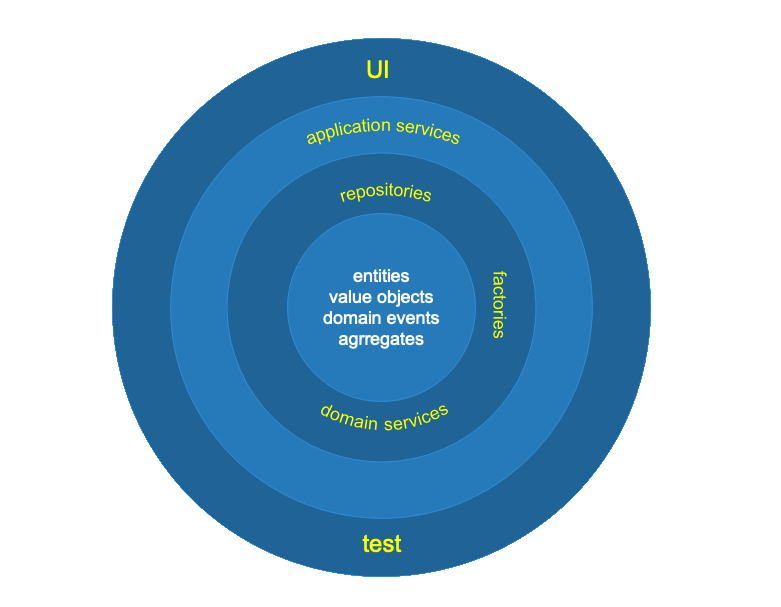 UI
application services
repositories
factories
entities
value objects
domain events
agrregates
domain services
test